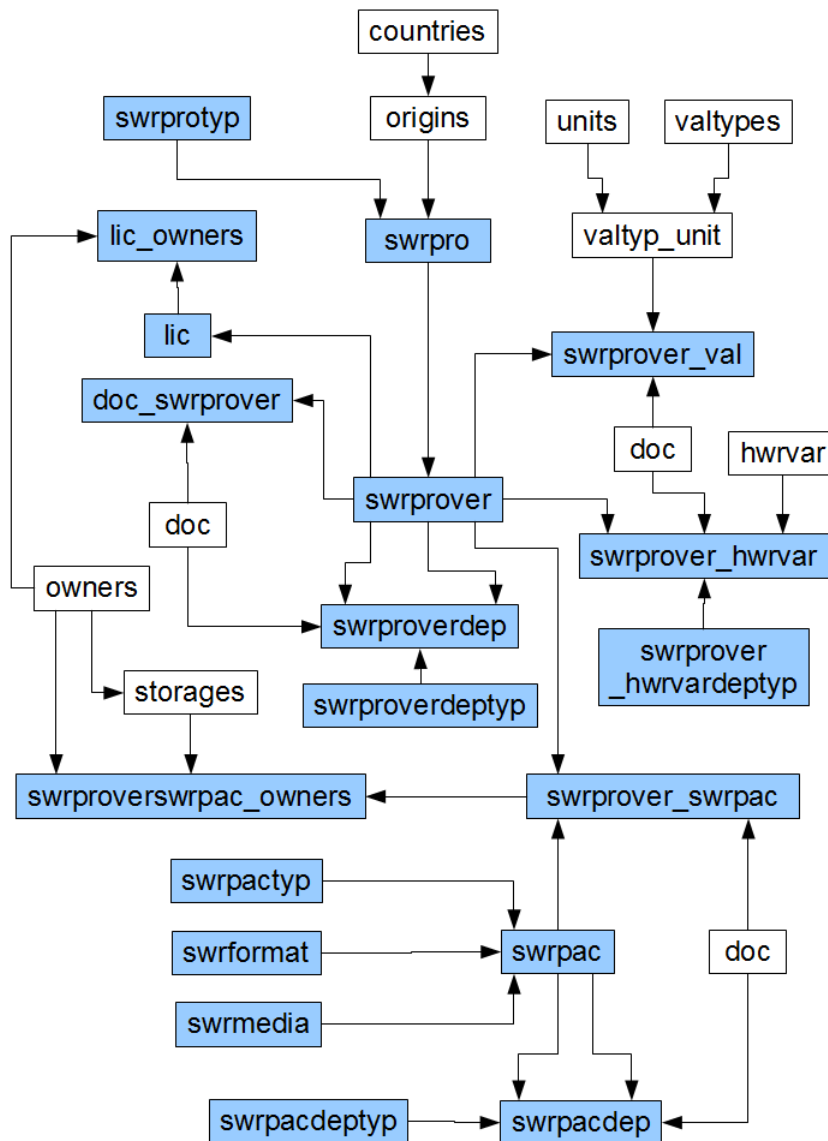 countries
swrprotyp
origins
units
valtypes
lic_owners
swrpro
valtyp_unit
lic
swrprover_val
doc_swrprover
doc
hwrvar
swrprover
doc
swrprover_hwrvar
owners
swrproverdep
swrprover
_hwrvardeptyp
storages
swrproverdeptyp
swrproverswrpac_owners
swrprover_swrpac
swrpactyp
swrformat
swrpac
doc
swrmedia
swrpacdeptyp
swrpacdep